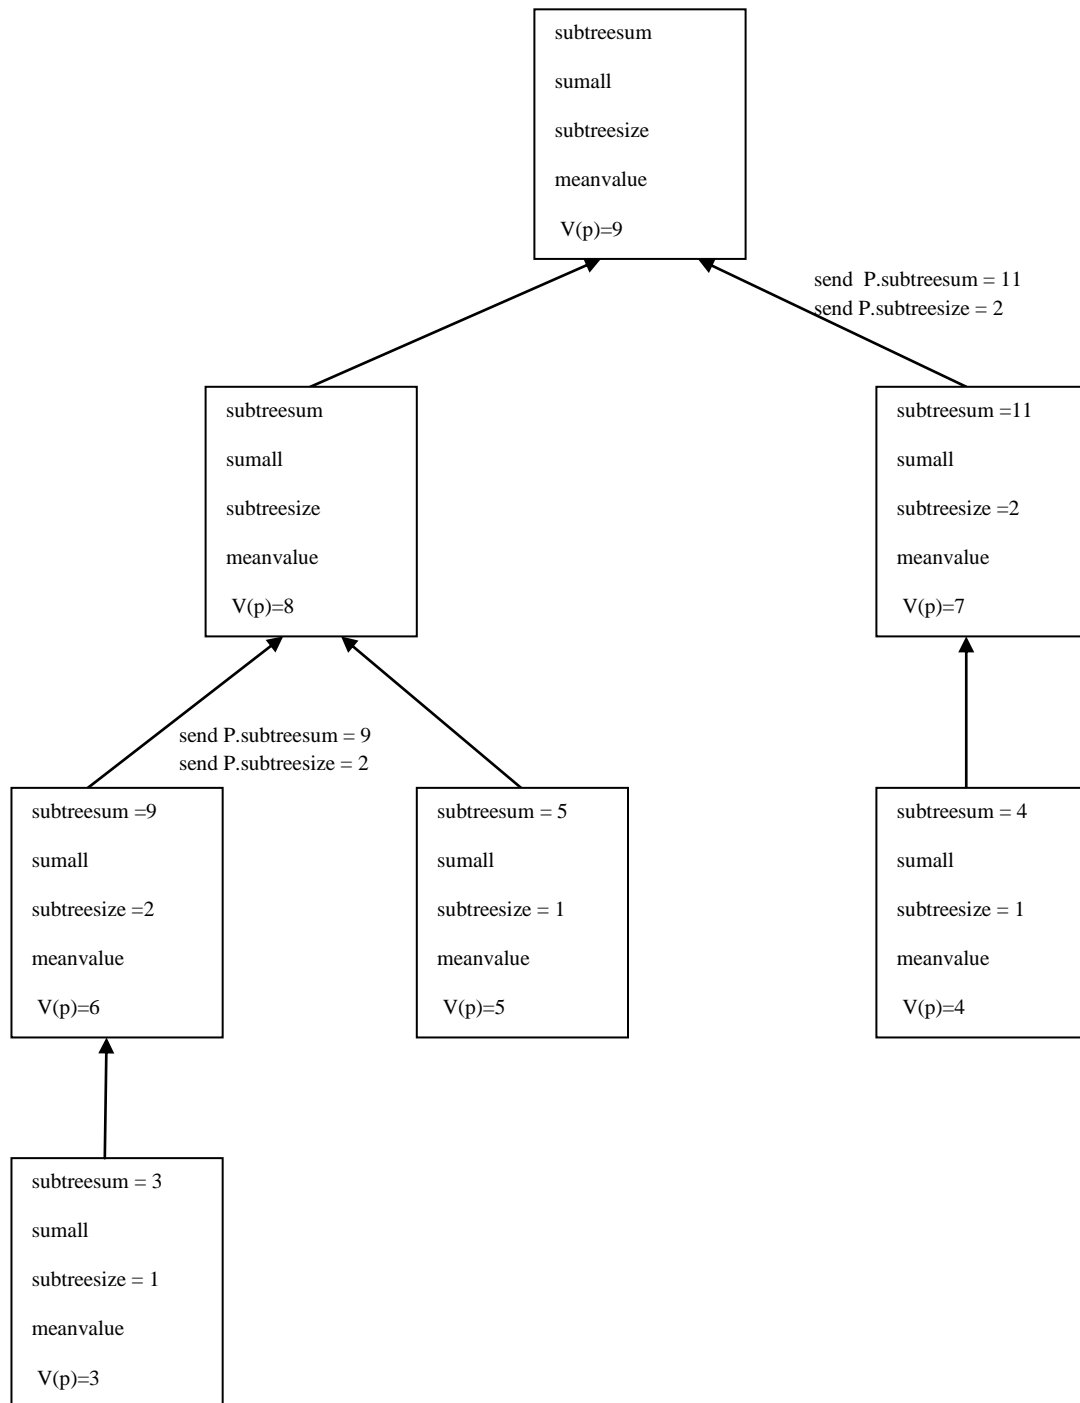 subtreesum
sumall
subtreesize
meanvalue
V(p)=9
send P.subtreesum = 11
send P.subtreesize = 2
subtreesum
sumall
subtreesize
meanvalue
V(p)=8
subtreesum =11
sumall
subtreesize =2
meanvalue
V(p)=7
send P.subtreesum = 9
send P.subtreesize = 2
subtreesum =9
sumall
subtreesize =2
meanvalue
V(p)=6
subtreesum = 5
sumall
subtreesize = 1
meanvalue
V(p)=5
subtreesum = 4
sumall
subtreesize = 1
meanvalue
V(p)=4
subtreesum = 3
sumall
subtreesize = 1
meanvalue
V(p)=3